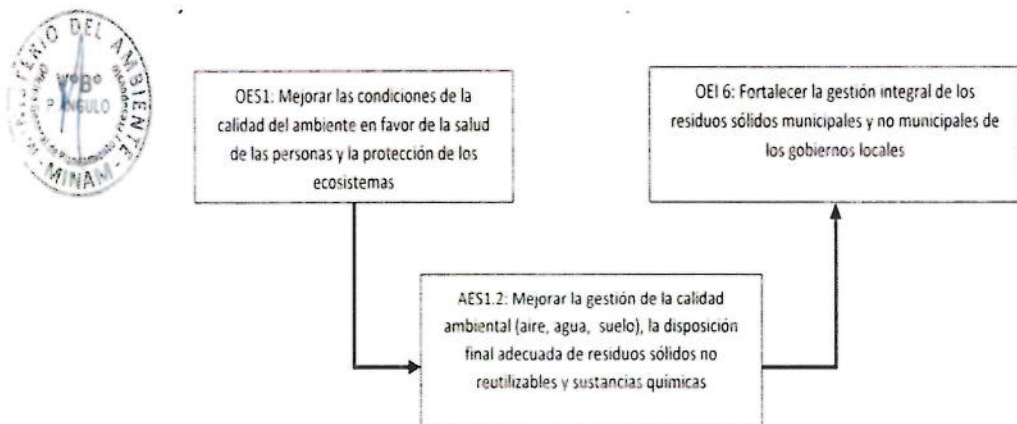 MINISTERIO DEL AMBIENTE
VºBº
P. ANGULO
- MINAM -
OES1: Mejorar las condiciones de la
calidad del ambiente en favor de la salud
de las personas y la protección de los
ecosistemas
OEI 6: Fortalecer la gestión integral de los
residuos sólidos municipales y no municipales de
los gobiernos locales
AES1.2: Mejorar la gestión de la calidad
ambiental (aire, agua, suelo), la disposición
final adecuada de residuos sólidos no
reutilizables y sustancias químicas